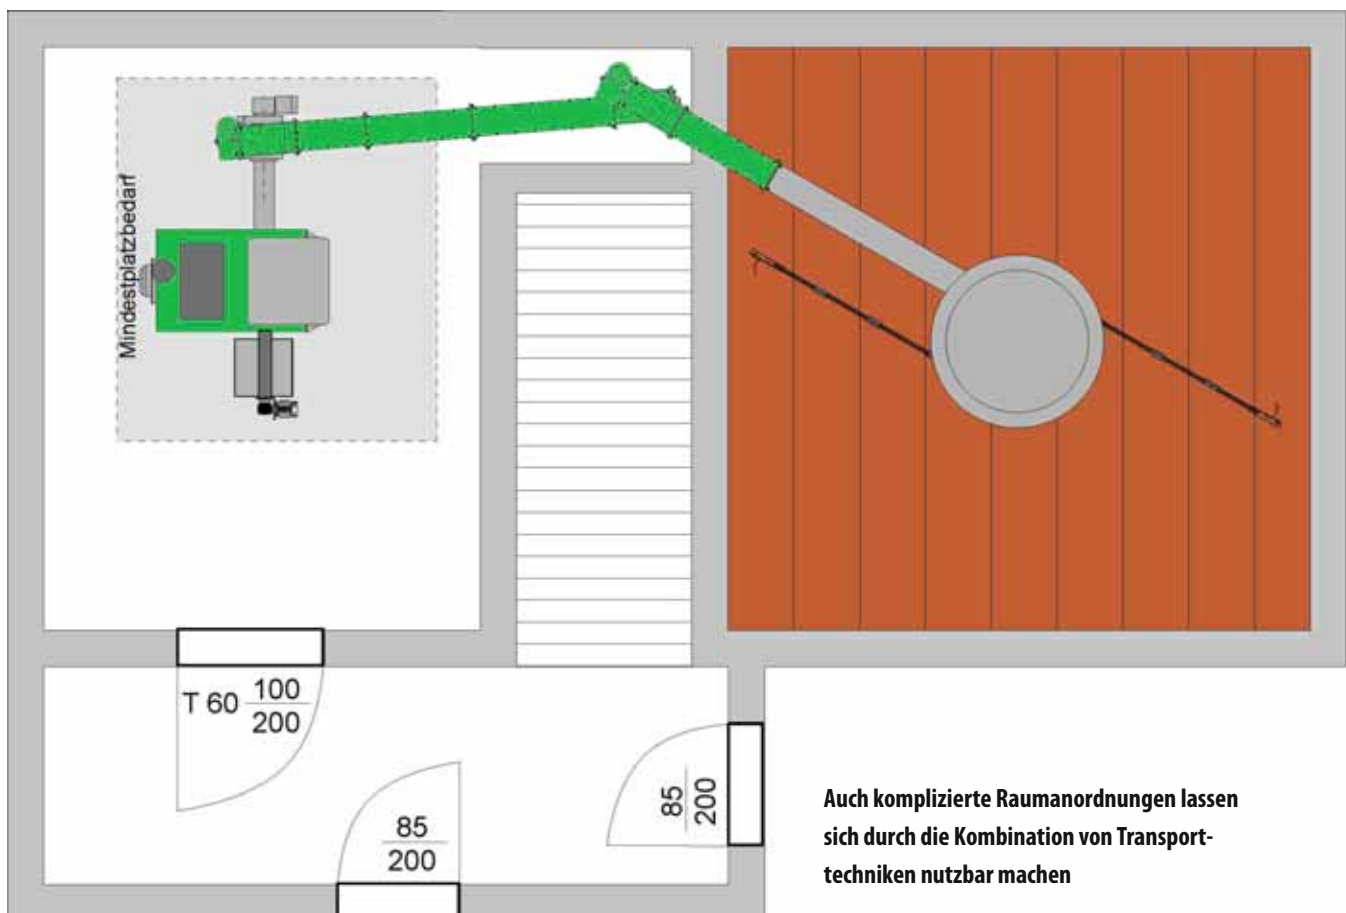 Mindestplatzbedarf
T 60 100
200
85
200
85
200
Auch komplizierte Raumanordnungen lassen
sich durch die Kombination von Transport-
techniken nutzbar machen